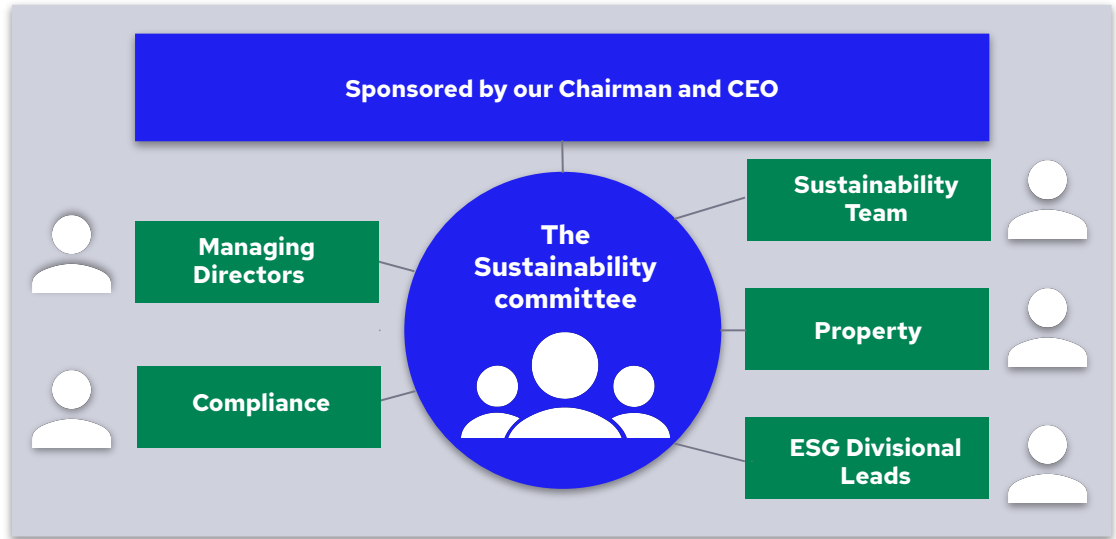 Sponsored by our Chairman and CEO
The
Sustainability
committee
Managing
Directors
Compliance
Sustainability
Team
Property
ESG Divisional
Leads